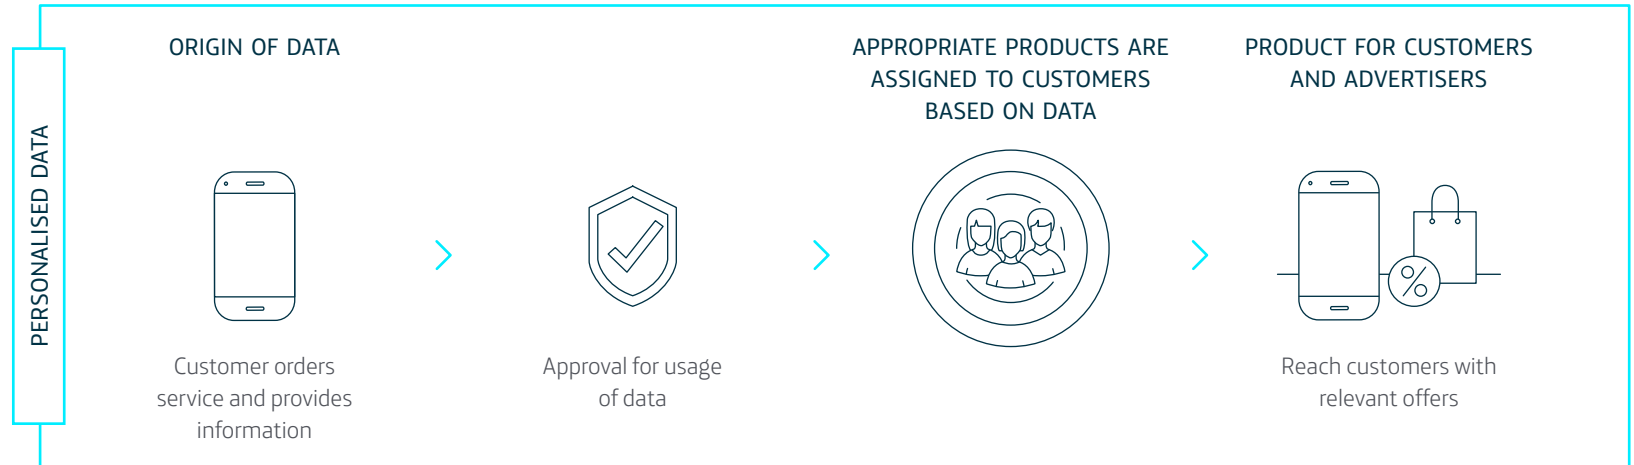 PERSONALISED DATA
ORIGIN OF DATA
Customer orders
service and provides
information
Approval for usage
of data
APPROPRIATE PRODUCTS ARE
ASSIGNED TO CUSTOMERS
BASED ON DATA
PRODUCT FOR CUSTOMERS
AND ADVERTISERS
%
Reach customers with
relevant offers